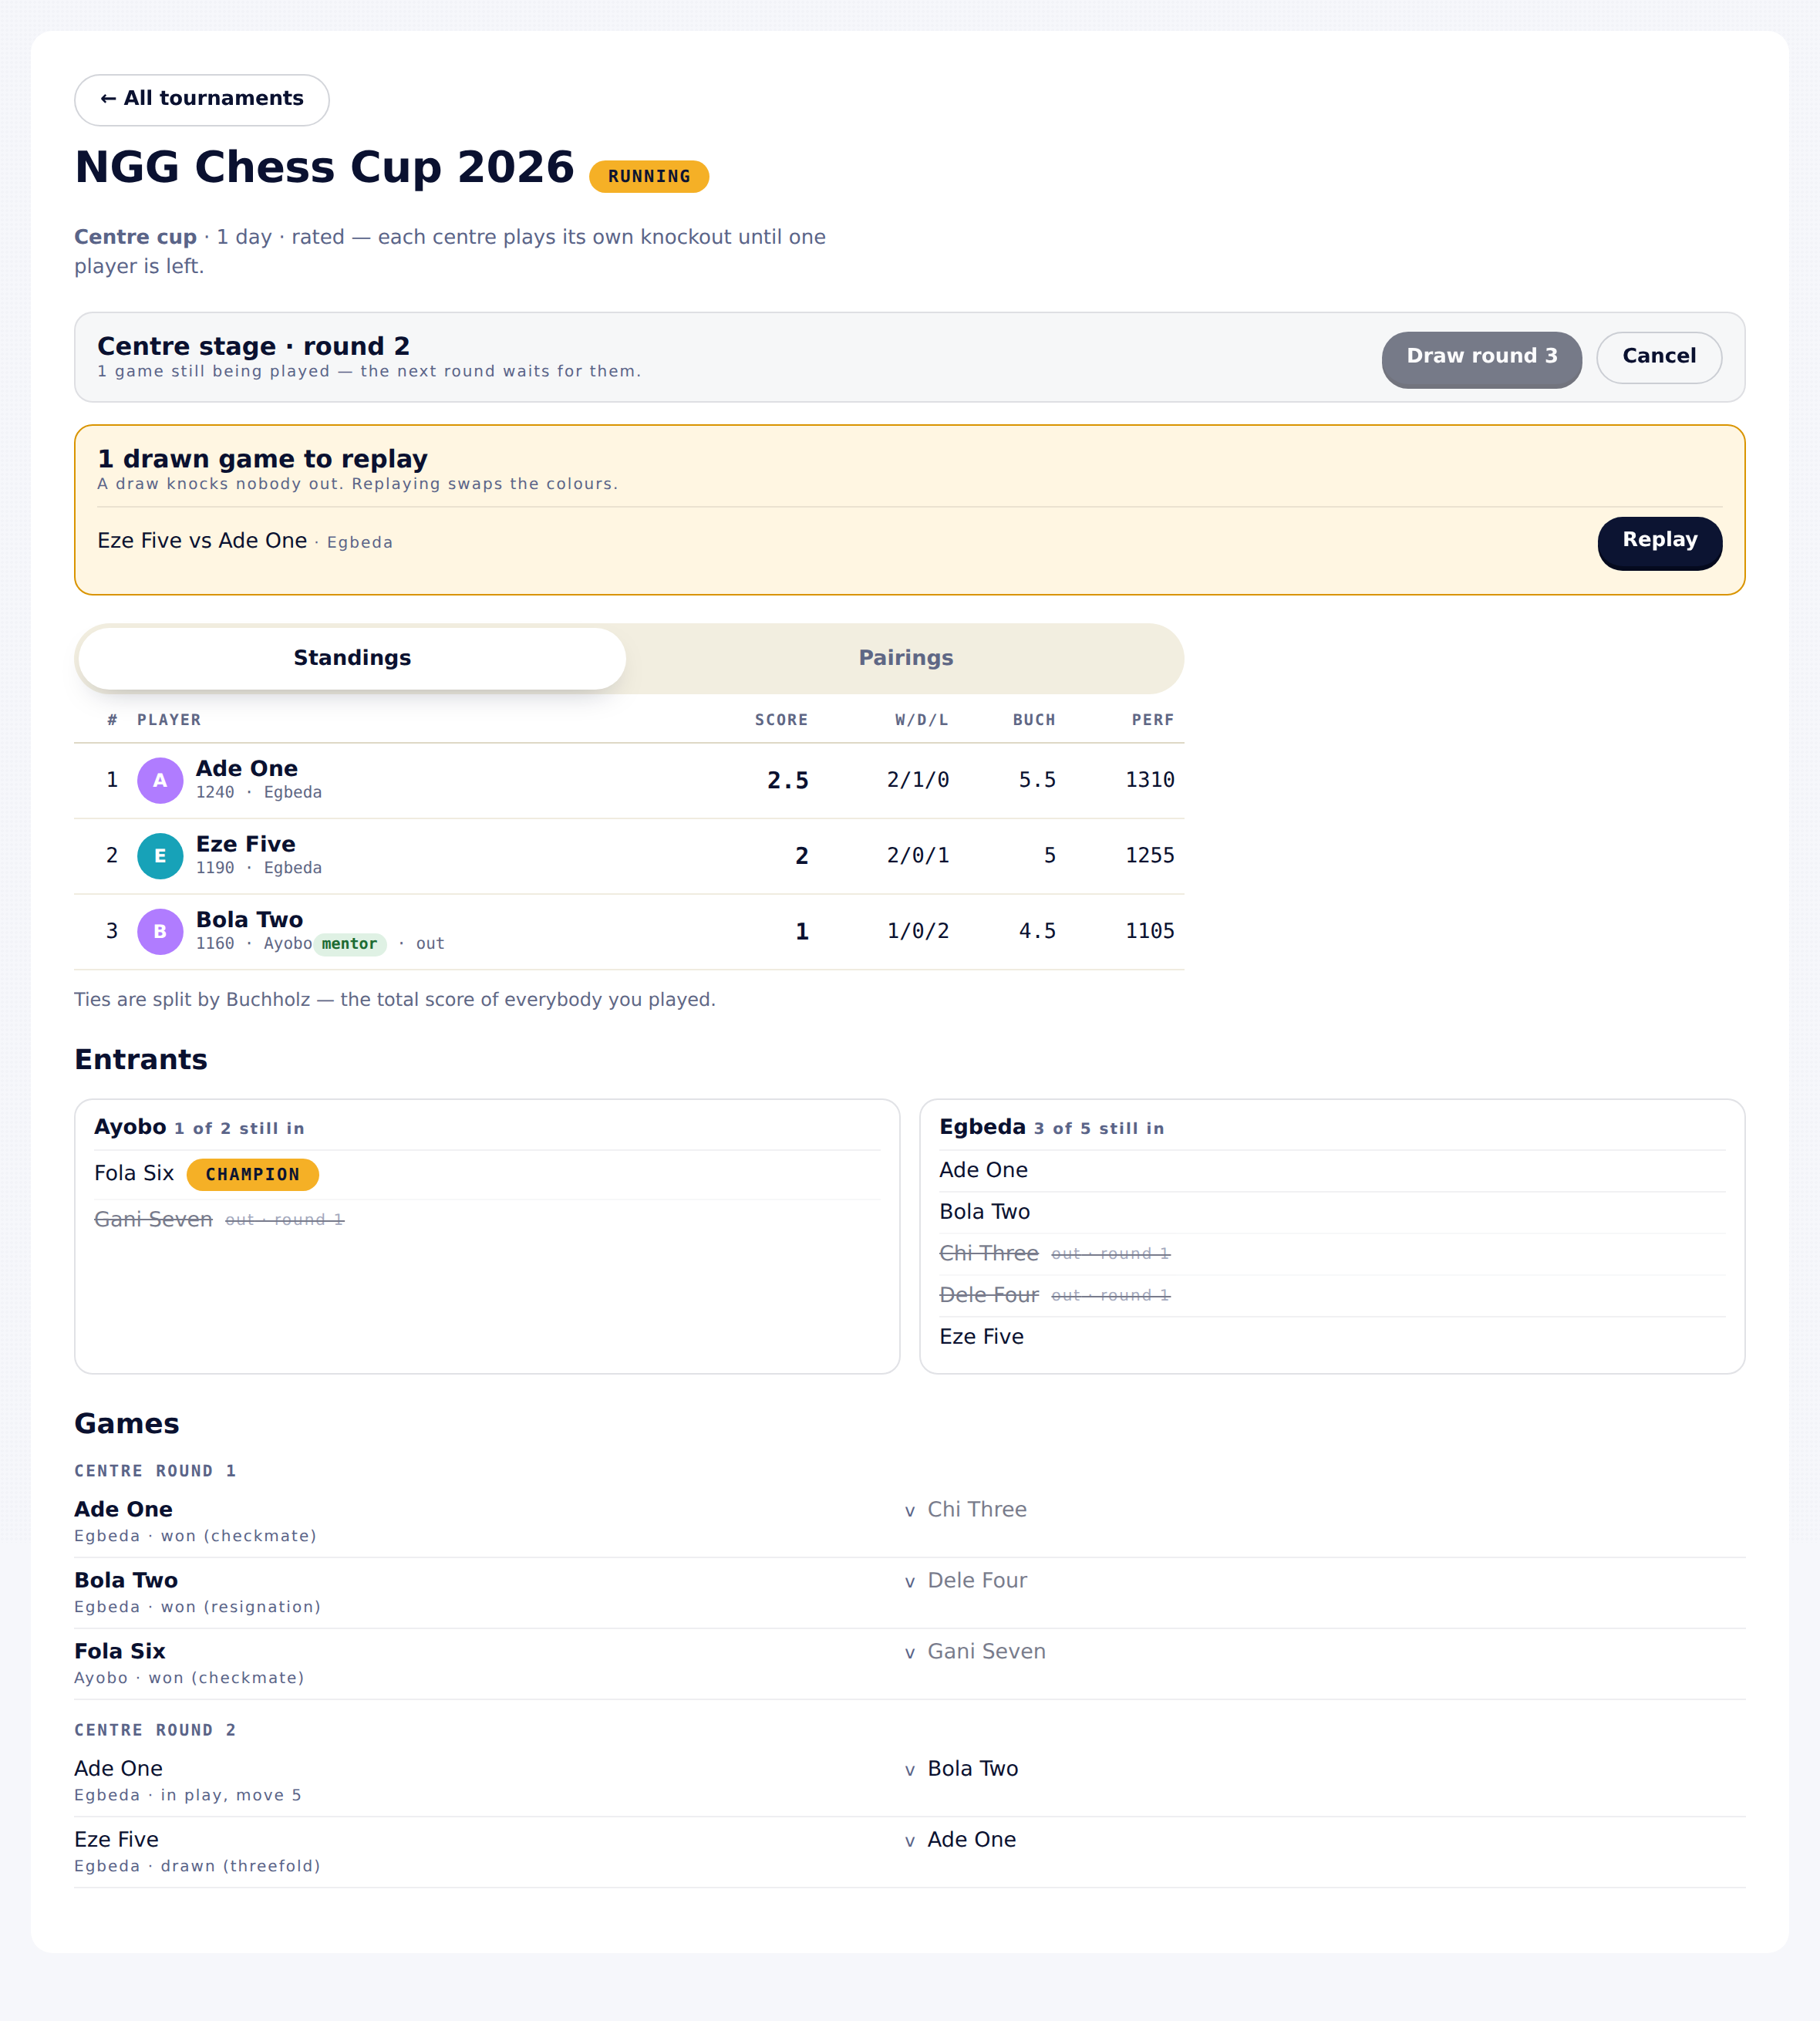 ← All tournaments
NGG Chess Cup 2026 RUNNING
Centre cup · 1 day · rated — each centre plays its own knockout until one
player is left.
Centre stage · round 2
1 game still being played — the next round waits for them.
Draw round 3
Cancel
1 drawn game to replay
A draw knocks nobody out. Replaying swaps the colours.
Eze Five vs Ade One · Egbeda
Replay
Standings
Pairings
# PLAYER SCORE W/D/L BUCH PERF
1 A Ade One 2.5 2/1/0 5.5 1310
1240 · Egbeda
2 E Eze Five 2 2/0/1 5 1255
1190 · Egbeda
3 B Bola Two 1 1/0/2 4.5 1105
1160 · Ayobo mentor · out
Ties are split by Buchholz — the total score of everybody you played.
Entrants
Ayobo 1 of 2 still in
Fola Six CHAMPION
Gani Seven out · round 1
Egbeda 3 of 5 still in
Ade One
Bola Two
Chi Three out · round 1
Dele Four out · round 1
Eze Five
Games
CENTRE ROUND 1
Ade One v Chi Three
Egbeda · won (checkmate)
Bola Two v Dele Four
Egbeda · won (resignation)
Fola Six v Gani Seven
Ayobo · won (checkmate)
CENTRE ROUND 2
Ade One v Bola Two
Egbeda · in play, move 5
Eze Five v Ade One
Egbeda · drawn (threefold)